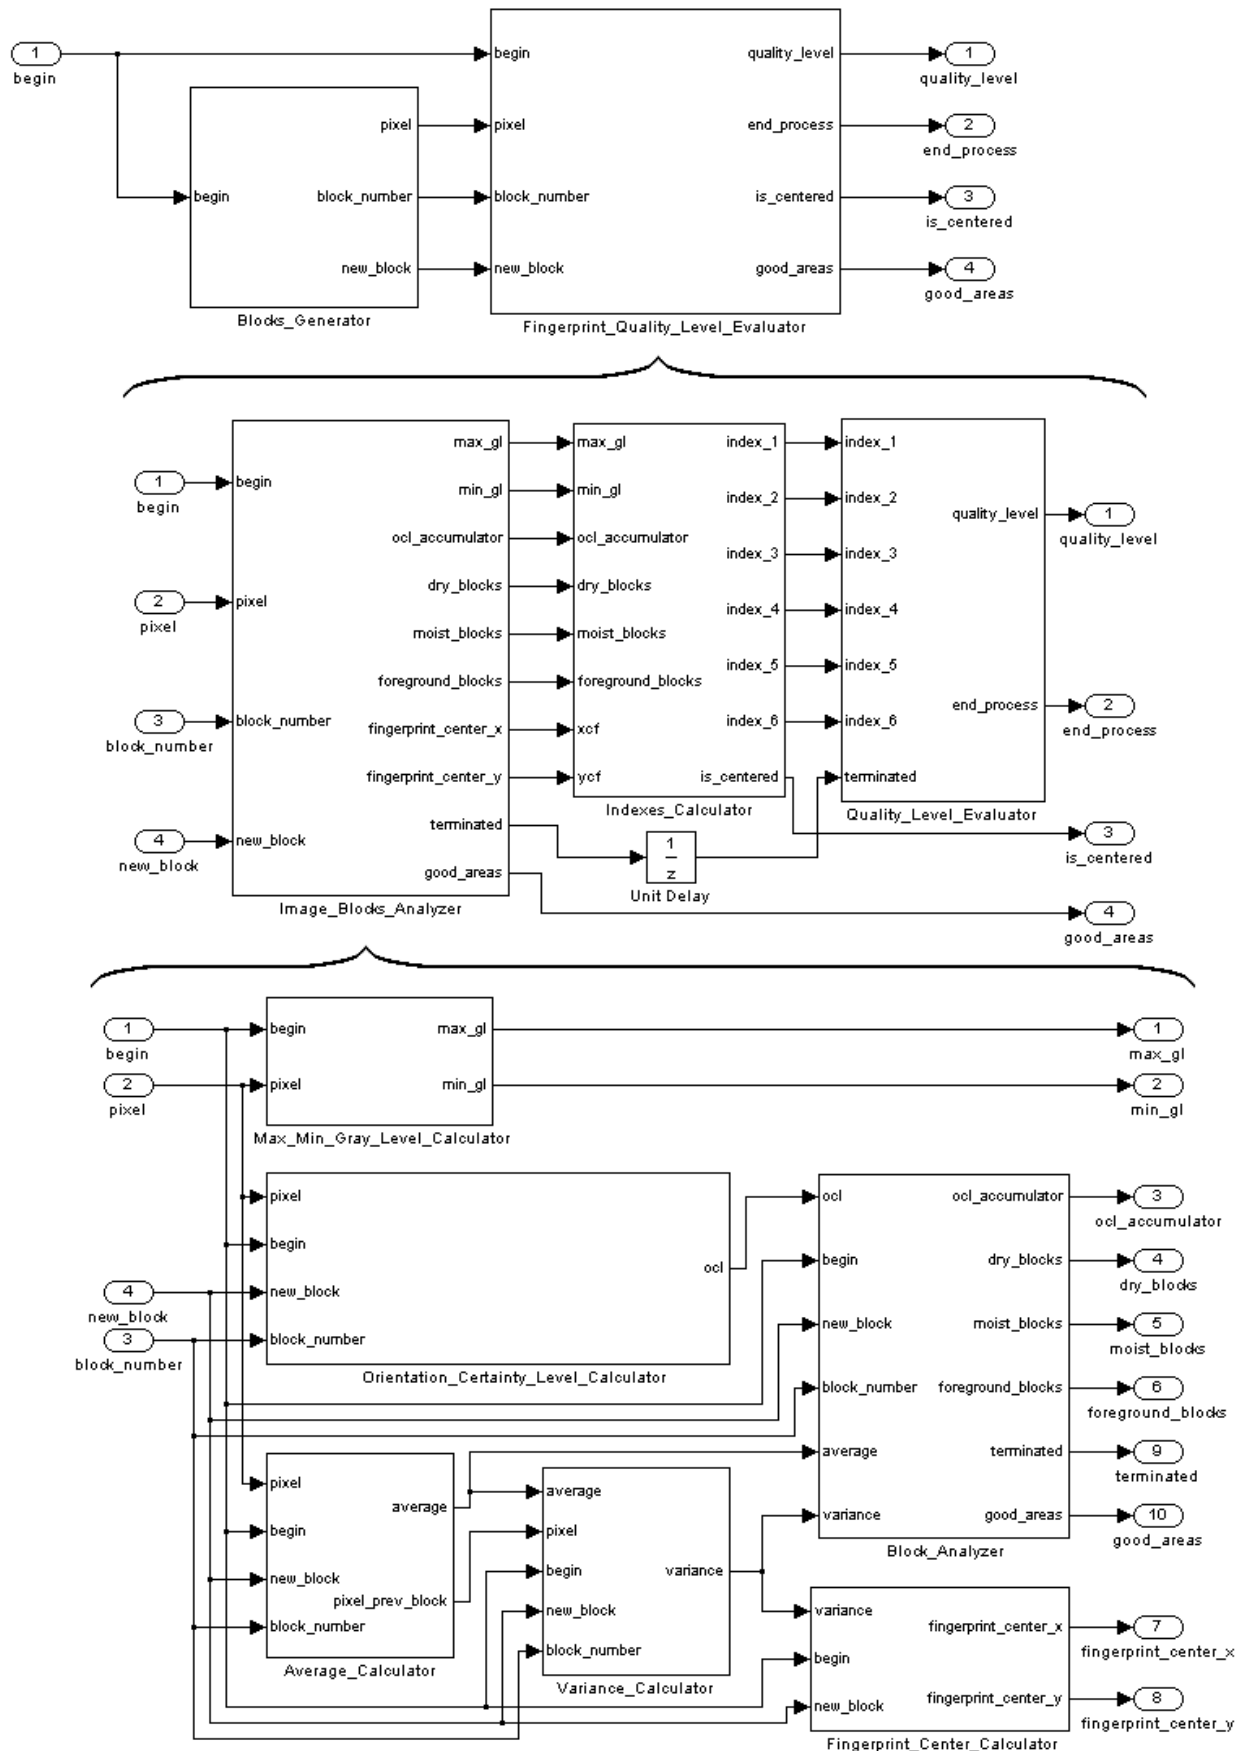 1
begin
begin
pixel
block_number
new_block
Blocks_Generator
begin
pixel
block_number
new_block
quality_level
end_process
is_centered
good_areas
Fingerprint_Quality_Level_Evaluator
1
quality_level
2
end_process
3
is_centered
4
good_areas
1
begin
2
pixel
3
block_number
4
new_block
begin
pixel
block_number
new_block
max_gl
min_gl
ocl_accumulator
dry_blocks
moist_blocks
foreground_blocks
fingerprint_center_x
fingerprint_center_y
terminated
good_areas
Image_Blocks_Analyzer
max_gl
min_gl
ocl_accumulator
dry_blocks
moist_blocks
foreground_blocks
xcf
ycf
index_1
index_2
index_3
index_4
index_5
index_6
is_centered
Indexes_Calculator
1
z
Unit Delay
index_1
index_2
index_3
index_4
index_5
index_6
terminated
quality_level
end_process
Quality_Level_Evaluator
1
quality_level
2
end_process
3
is_centered
4
good_areas
1
begin
2
pixel
4
new_block
3
block_number
begin
pixel
max_gl
min_gl
Max_Min_Gray_Level_Calculator
1
max_gl
2
min_gl
pixel
begin
new_block
block_number
ocl
Orientation_Certainty_Level_Calculator
pixel
begin
new_block
block_number
average
pixel_prev_block
Average_Calculator
average
pixel
begin
new_block
block_number
variance
Variance_Calculator
ocl
begin
new_block
block_number
average
variance
ocl_accumulator
dry_blocks
moist_blocks
foreground_blocks
terminated
good_areas
Block_Analyzer
3
ocl_accumulator
4
dry_blocks
5
moist_blocks
6
foreground_blocks
9
terminated
10
good_areas
variance
begin
new_block
fingerprint_center_x
fingerprint_center_y
Fingerprint_Center_Calculator
7
fingerprint_center_x
8
fingerprint_center_y